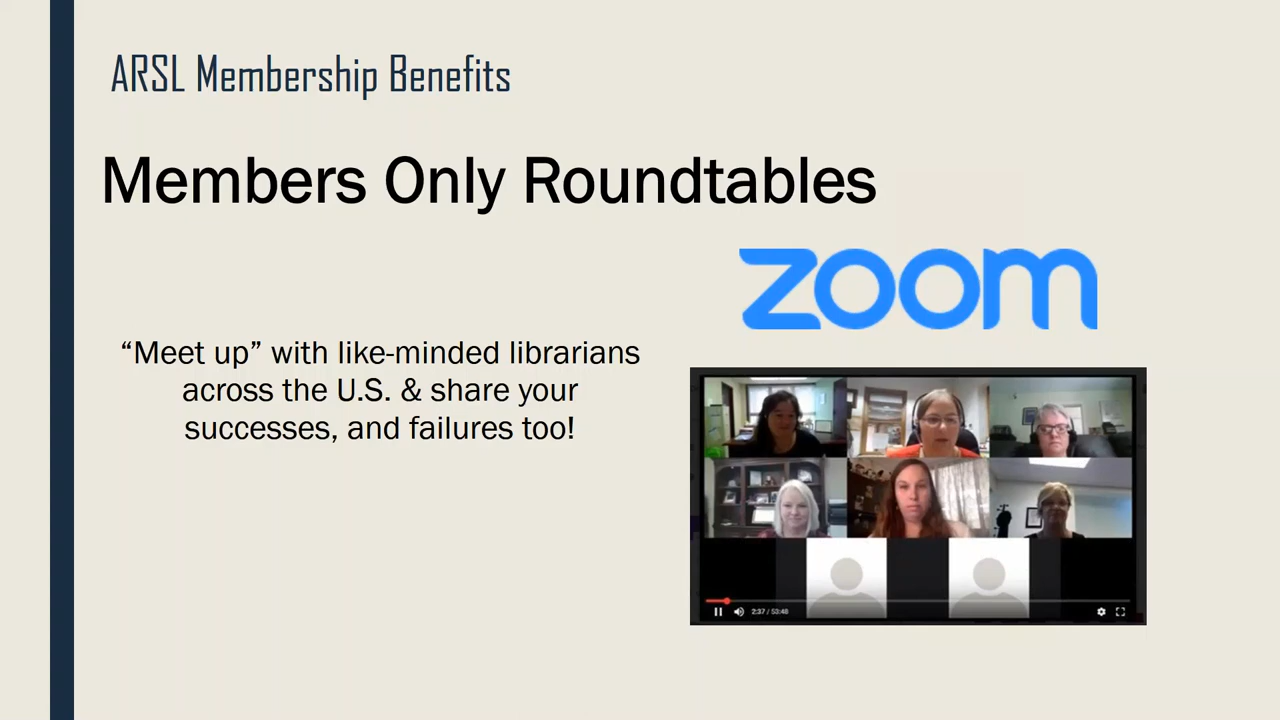 ARSL Membership Benefits
Members Only Roundtables
zoom
“Meet up” with like-minded librarians
across the U.S. & share your
successes, and failures too!
2:37 / 53:48